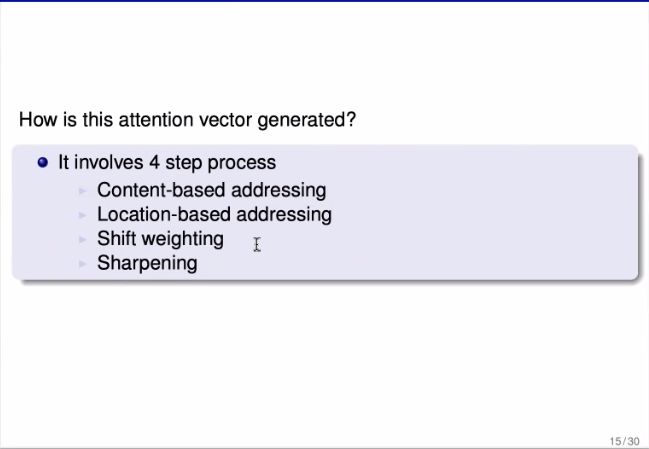 How is this attention vector generated?
It involves 4 step process
Content-based addressing
Location-based addressing
Shift weighting
Sharpening
15/30